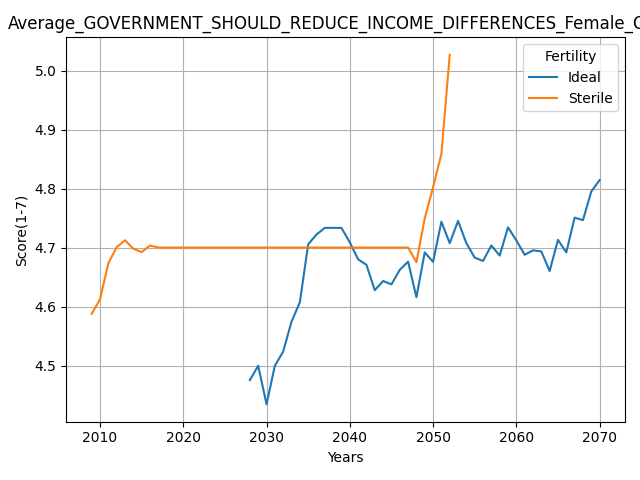 Average_GOVERNMENT_SHOULD_REDUCE_INCOME_DIFFERENCES_Female_
Fertility
Ideal
Sterile
Score(1-7)
5.0
4.9
4.8
4.7
4.6
4.5
2010 2020 2030 2040 2050 2060 2070
Years